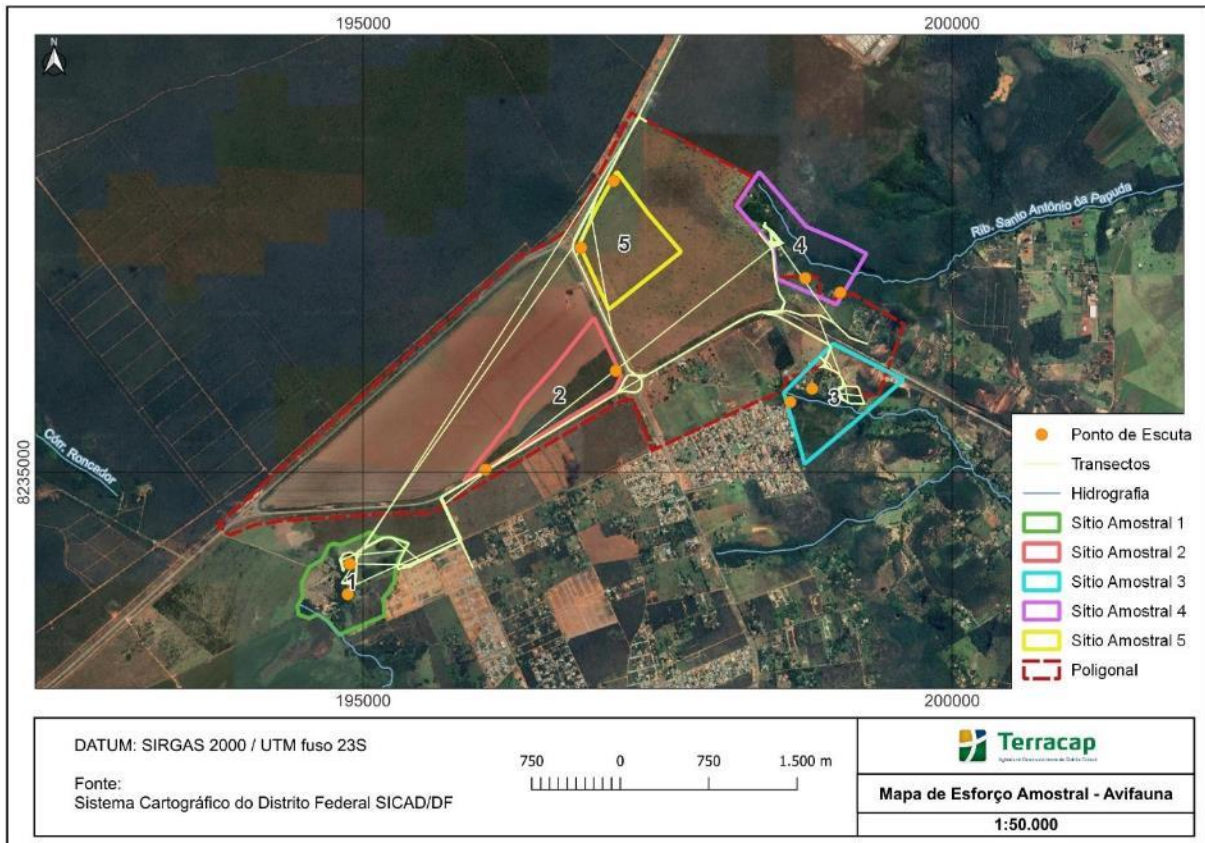 195000
200000
N
Rib. Santo Antônio da Papuda
5
4
2
3
Córr. Roncador
8235000
8235000
1
Ponto de Escuta
Transectos
Hidrografia
Sítio Amostral 1
Sítio Amostral 2
Sítio Amostral 3
Sítio Amostral 4
Sítio Amostral 5
Poligonal
195000
200000
DATUM: SIRGAS 2000 / UTM fuso 23S
Fonte:
Sistema Cartográfico do Distrito Federal SICAD/DF
750 0 750 1.500 m
Terracap
Mapa de Esforço Amostral - Avifauna
1:50.000